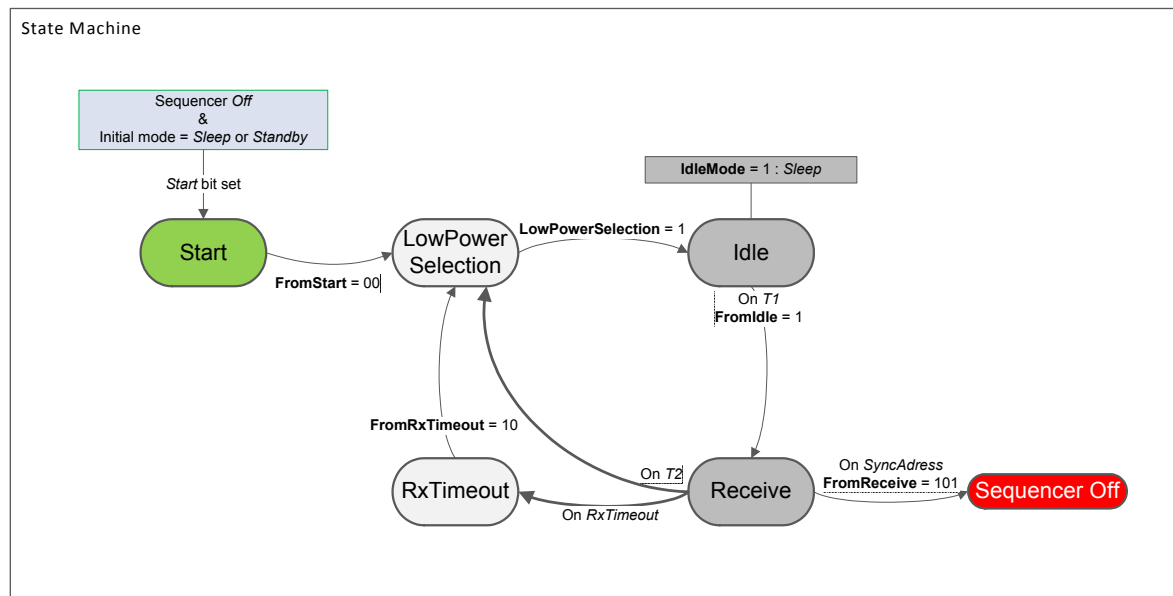 State Machine
Sequencer Off
&
Initial mode = Sleep or Standby
Start bit set
IdleMode = 1 : Sleep
Start
FromStart = 00
LowPower
Selection
LowPowerSelection = 1
Idle
On T1
FromIdle = 1
FromRxTimeout = 10
RxTimeout
On RxTimeout
On T2
Receive
On SyncAdress
FromReceive = 101
Sequencer Off